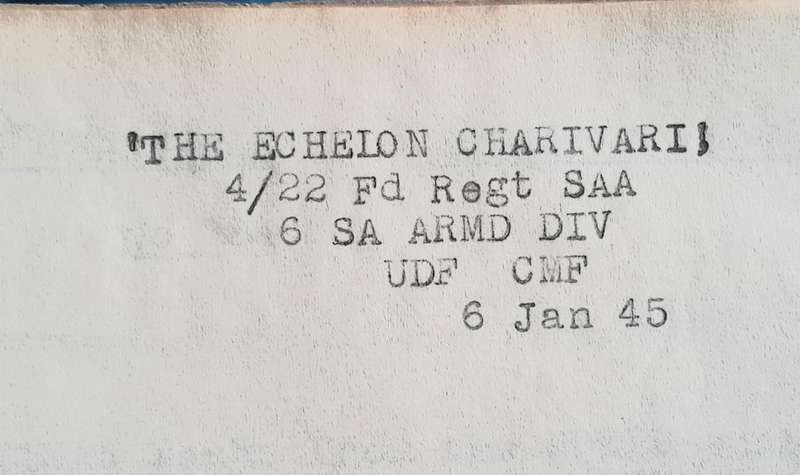 'THE ECHELON CHARIVARI'
4/22 Fd Regt SAA
6 SA ARMD DIV
UDF CMF
6 Jan 45